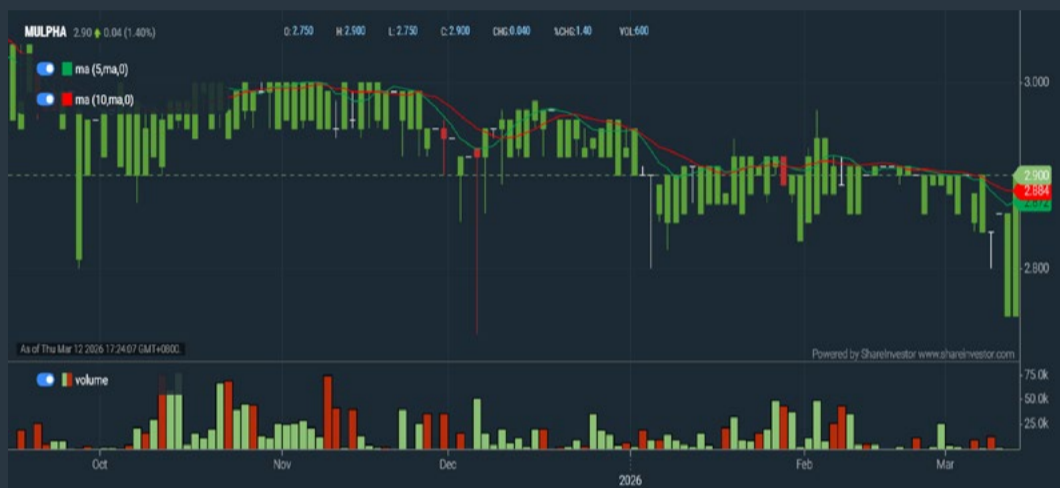 MULPHA 2.90 0.04 (1.40%) O:2.750 H:2.900 L:2.750 C:2.900 CHG:0.040 %CHG:1.40 VOL:600
ma (5,ma,0)
ma (10,ma,0)
3.000
2.900
2.884
2.872
2.800
As of Thu Mar 12 2026 17:24:07 GMT+0800.
Powered by ShareInvestor www.shareinvestor.com
volume
75.0k
50.0k
25.0k
Oct Nov Dec Feb Mar
2026